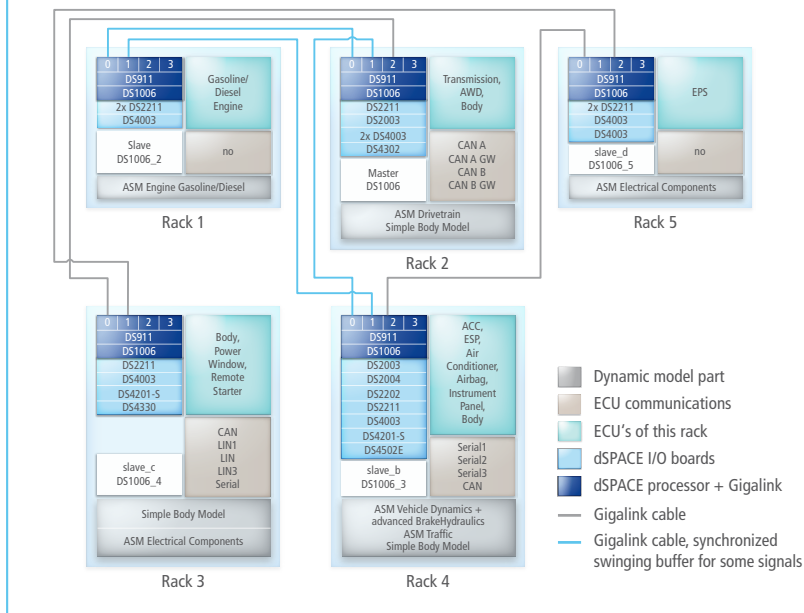 0 1 2 3
DS911
DS1006
2x DS2211
DS4003
Gasoline/
Diesel
Engine
Slave
DS1006_2
no
ASM Engine Gasoline/Diesel
Rack 1
0 1 2 3
DS911
DS1006
DS2211
DS2003
2x DS4003
DS4302
Transmission,
AWD,
Body
Master
DS1006
CAN A
CAN A GW
CAN B
CAN B GW
ASM Drivetrain
Simple Body Model
Rack 2
0 1 2 3
DS911
DS1006
2x DS2211
DS4003
DS4003
EPS
slave_d
DS1006_5
no
ASM Electrical Components
Rack 5
0 1 2 3
DS911
DS1006
DS2211
DS4003
DS4201-S
DS4330
Body,
Power
Window,
Remote
Starter
slave_c
DS1006_4
CAN
LIN1
LIN
LIN3
Serial
Simple Body Model
ASM Electrical Components
Rack 3
0 1 2 3
DS911
DS1006
DS2003
DS2004
DS2202
DS2211
DS4003
DS4201-S
DS4502E
ACC,
ESP,
Air
Conditioner,
Airbag,
Instrument
Panel,
Body
slave_b
DS1006_3
Serial1
Serial2
Serial3
CAN
ASM Vehicle Dynamics +
advanced BrakeHydraulics
ASM Traffic
Simple Body Model
Rack 4
Dynamic model part
ECU communications
ECU's of this rack
dSPACE I/O boards
dSPACE processor + Gigalink
Gigalink cable
Gigalink cable, synchronized
swinging buffer for some signals